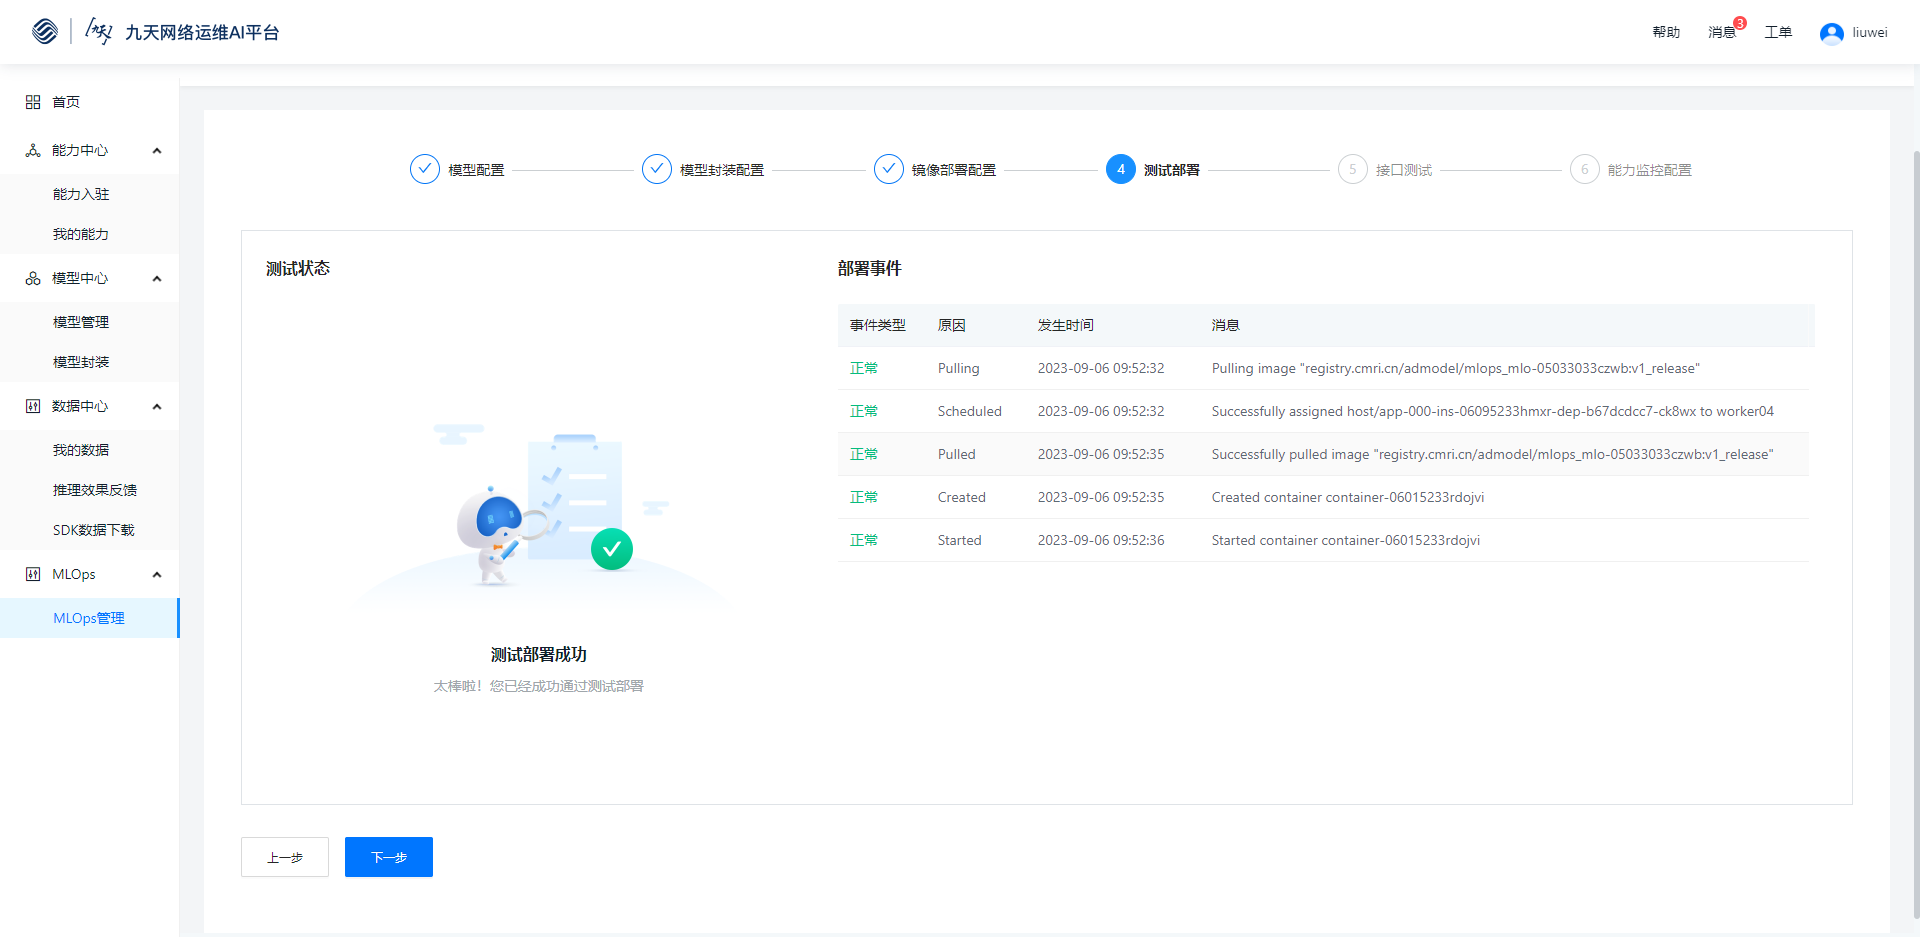 九天 九天网络运维AI平台
帮助 消息 3 工单 liuwei
首页
能力中心
能力入驻
我的能力
模型中心
模型管理
模型封装
数据中心
我的数据
推理效果反馈
SDK数据下载
MLOps
MLOps管理
模型配置 模型封装配置 镜像部署配置 4 测试部署 5 接口测试 6 能力监控配置
测试状态
测试部署成功
太棒啦！您已经成功通过测试部署
部署事件
事件类型 原因 发生时间 消息
正常 Pulling 2023-09-06 09:52:32 Pulling image "registry.cmri.cn/admodel/mlops_mlo-05033033czwb:v1_release"
正常 Scheduled 2023-09-06 09:52:32 Successfully assigned host/app-000-ins-06095233hmxr-dep-b67dcdcc7-ck8wx to worker04
正常 Pulled 2023-09-06 09:52:35 Successfully pulled image "registry.cmri.cn/admodel/mlops_mlo-05033033czwb:v1_release"
正常 Created 2023-09-06 09:52:35 Created container container-06015233rdojvi
正常 Started 2023-09-06 09:52:36 Started container container-06015233rdojvi
上一步 下一步